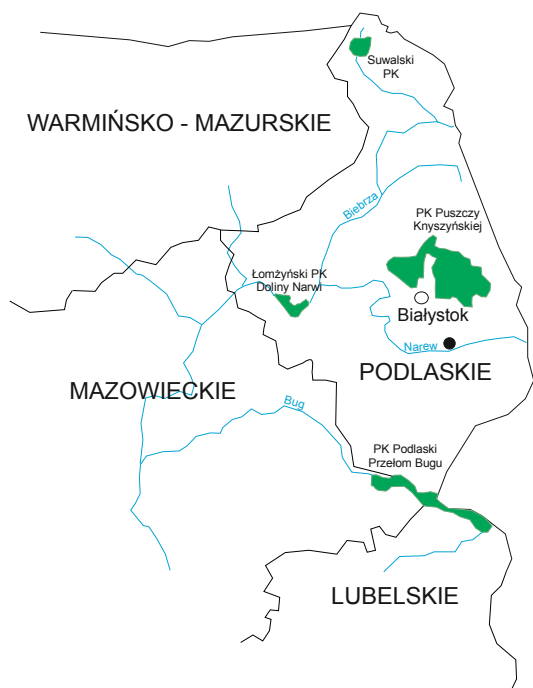 Suwalski
PK
WARMIŃSKO - MAZURSKIE
Biebrza
PK Puszczy
Knyszyńskiej
Łomżyński PK
Doliny Narwi
Białystok
Narew
PODLASKIE
MAZOWIECKIE
Bug
PK Podlaski
Przełom Bugu
LUBELSKIE